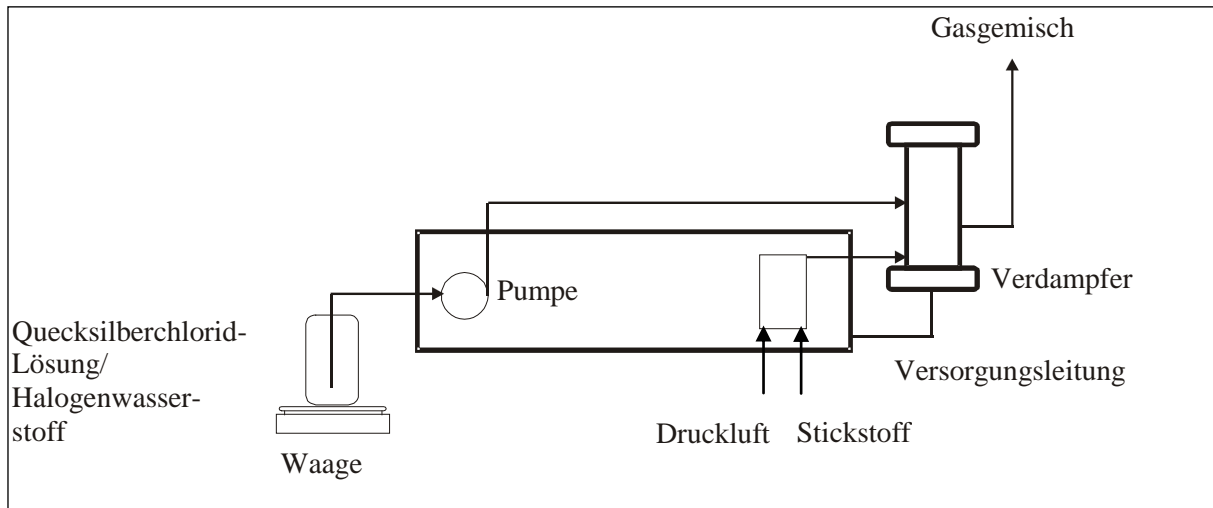 Gasgemisch
Pumpe
Verdampfer
Quecksilberchlorid-
Lösung/
Halogenwasser-
stoff
Versorgungsleitung
Druckluft
Stickstoff
Waage